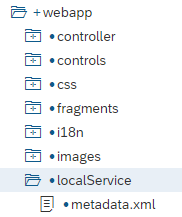 +webapp
•controller
•controls
•css
•fragments
•i18n
•images
•localService
•metadata.xml